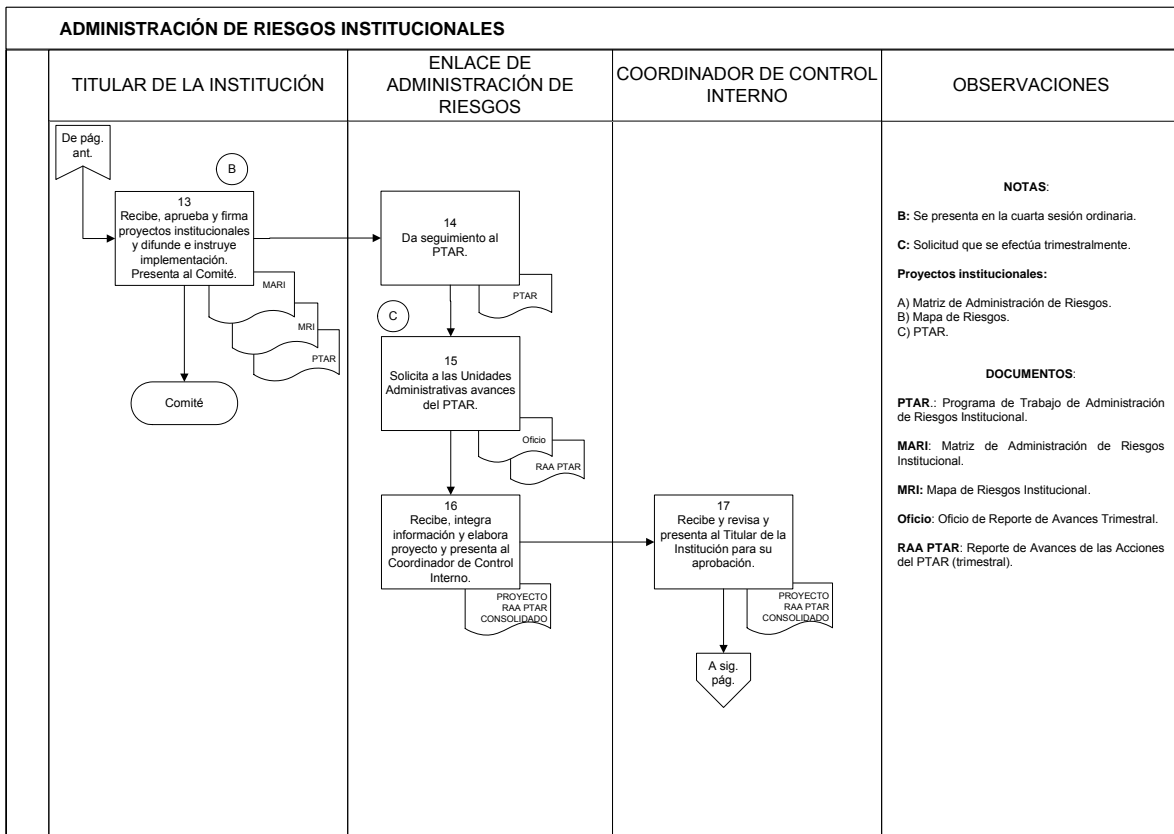 ADMINISTRACIÓN DE RIESGOS INSTITUCIONALES
TITULAR DE LA INSTITUCIÓN
ENLACE DE
ADMINISTRACIÓN DE
RIESGOS
COORDINADOR DE CONTROL
INTERNO
OBSERVACIONES
De pág.
ant.
B
13
Recibe, aprueba y firma
proyectos institucionales
y difunde e instruye
implementación.
Presenta al Comité.
MARI
MRI
PTAR
Comité
14
Da seguimiento al
PTAR.
PTAR
C
15
Solicita a las Unidades
Administrativas avances
del PTAR.
Oficio
RAA PTAR
16
Recibe, integra
información y elabora
proyecto y presenta al
Coordinador de Control
Interno.
PROYECTO
RAA PTAR
CONSOLIDADO
17
Recibe y revisa y
presenta al Titular de la
Institución para su
aprobación.
PROYECTO
RAA PTAR
CONSOLIDADO
A sig.
pág.
NOTAS:
B: Se presenta en la cuarta sesión ordinaria.
C: Solicitud que se efectúa trimestralmente.
Proyectos institucionales:
A) Matriz de Administración de Riesgos.
B) Mapa de Riesgos.
C) PTAR.
DOCUMENTOS:
PTAR.: Programa de Trabajo de Administración
de Riesgos Institucional.
MARI: Matriz de Administración de Riesgos
Institucional.
MRI: Mapa de Riesgos Institucional.
Oficio: Oficio de Reporte de Avances Trimestral.
RAA PTAR: Reporte de Avances de las Acciones
del PTAR (trimestral).